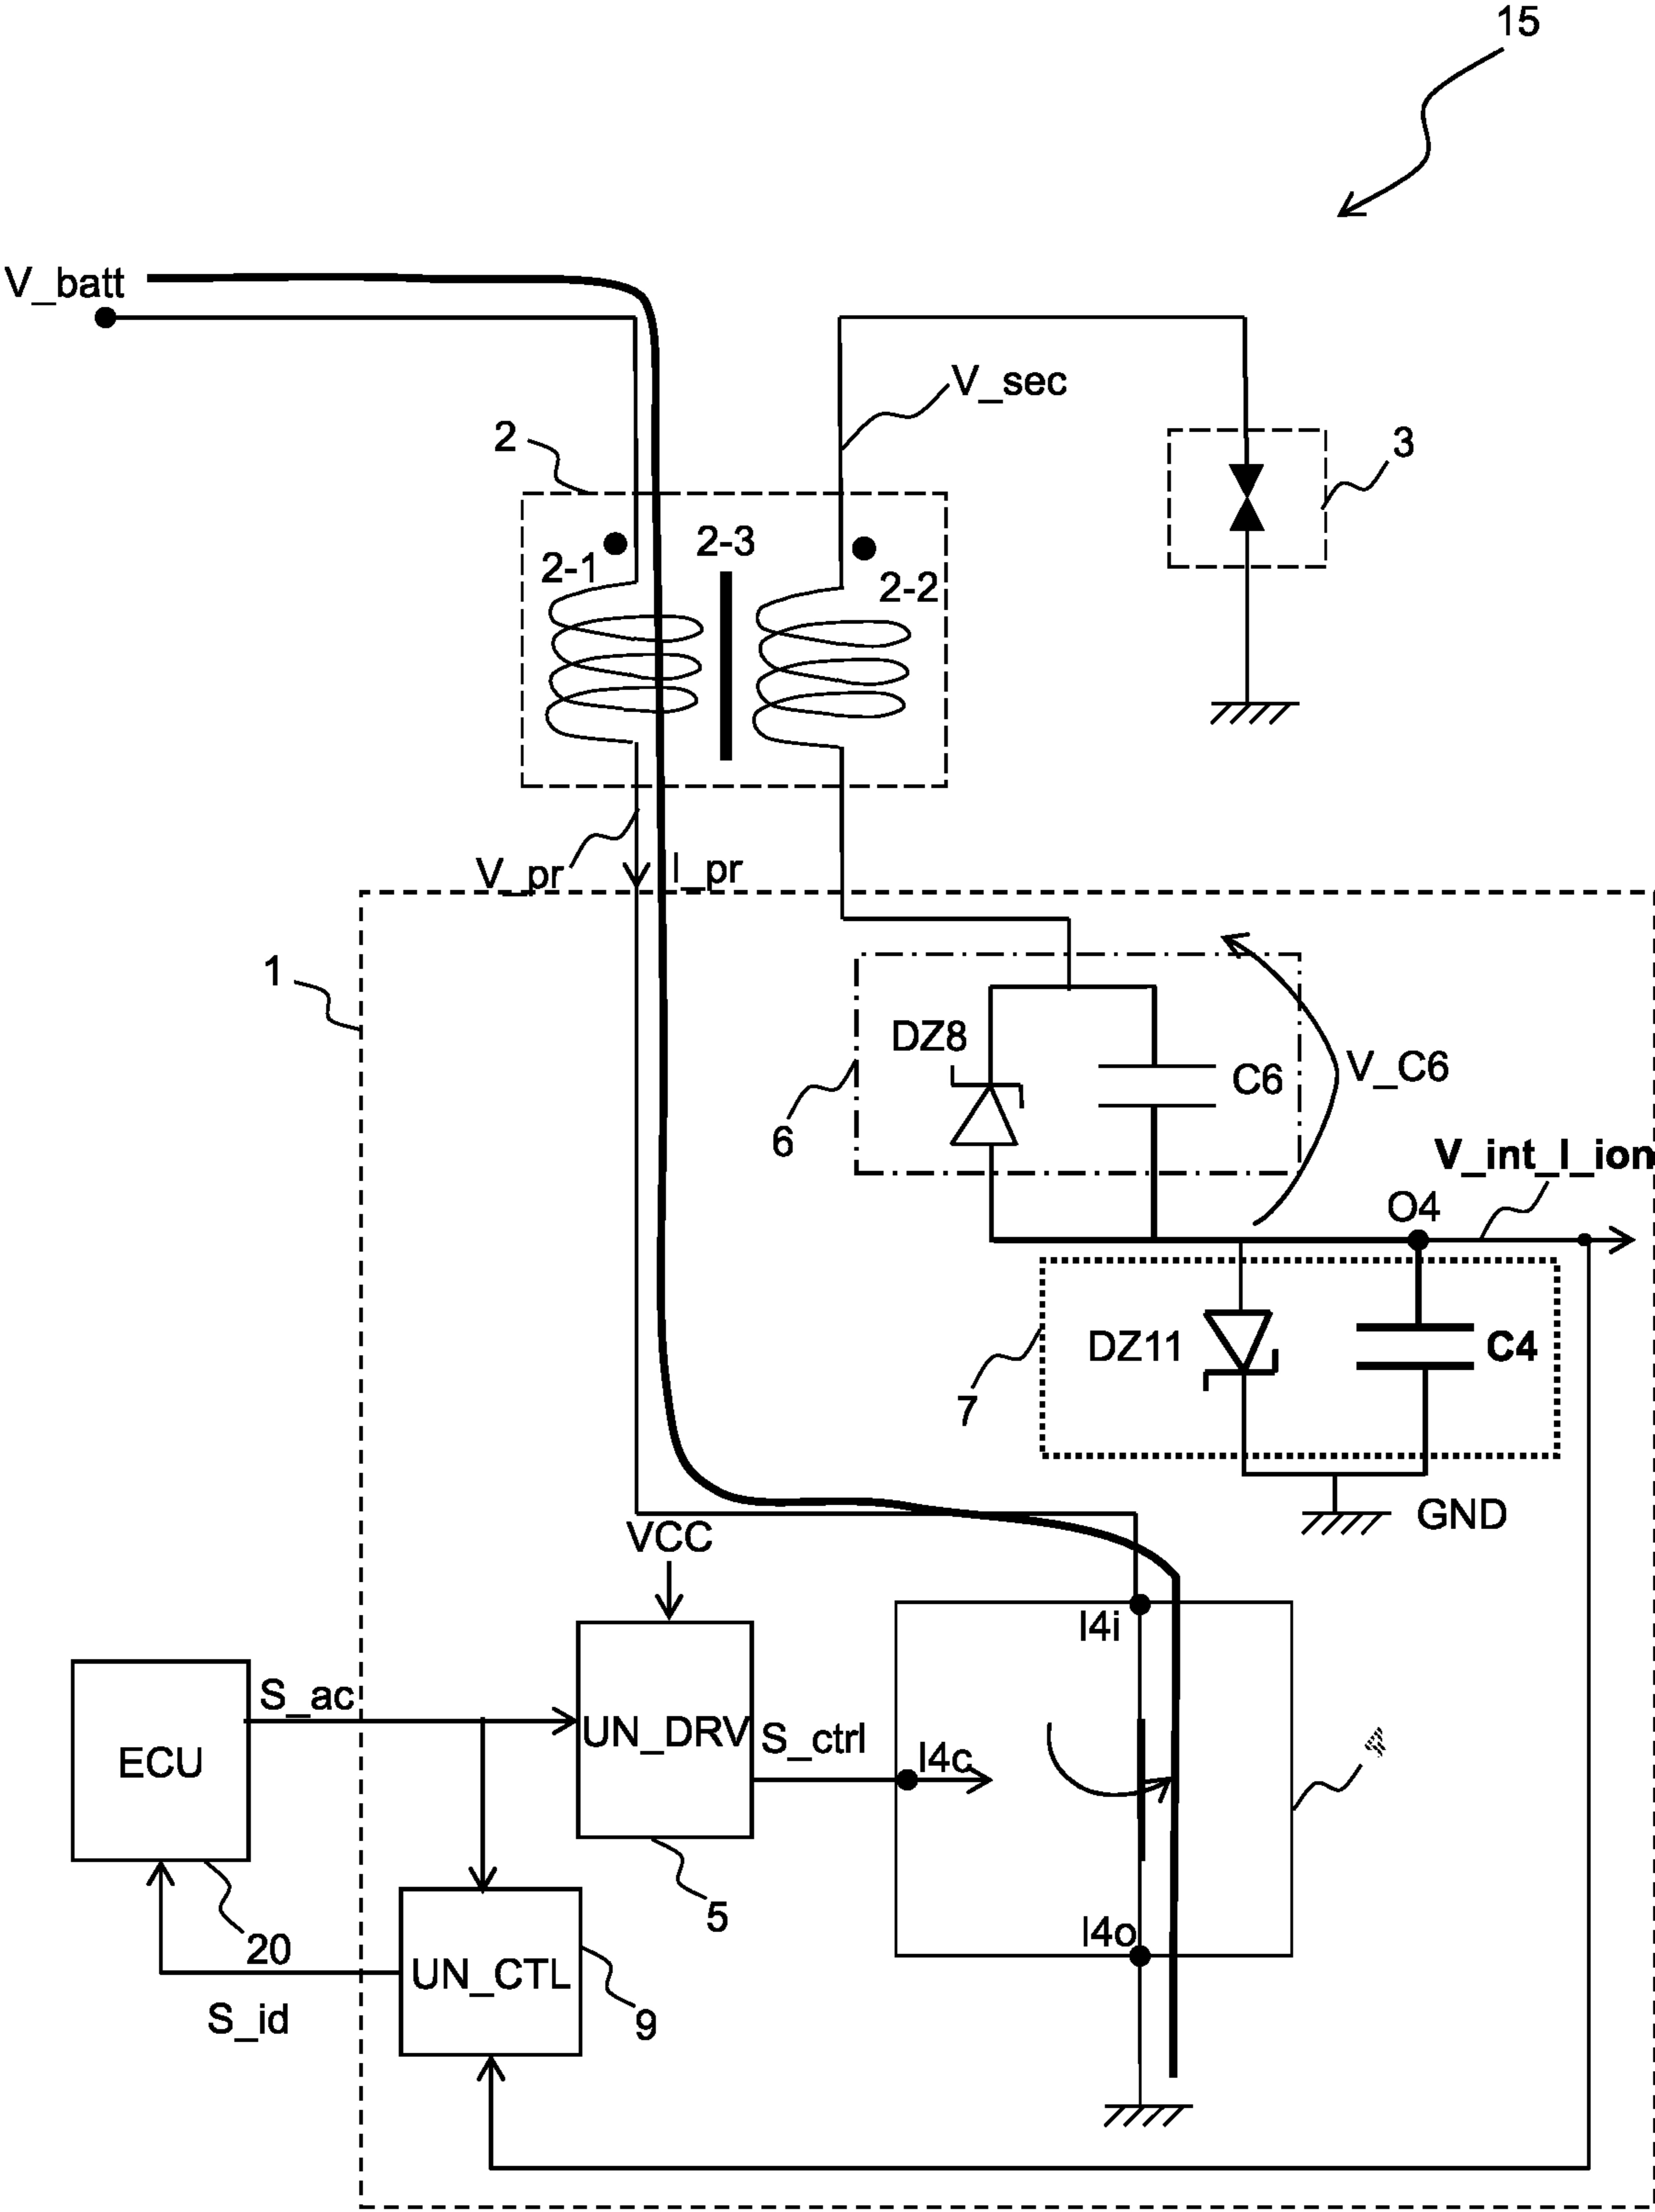 15
V_batt
V_sec
2
3
2-1
2-3
2-2
V_pr
I_pr
1
DZ8
C6
V_C6
6
V_int_I_ion
O4
DZ11
C4
7
GND
VCC
I4i
S_ac
ECU
UN_DRV
S_ctrl
I4c
4
5
I4o
20
UN_CTL
S_id
9